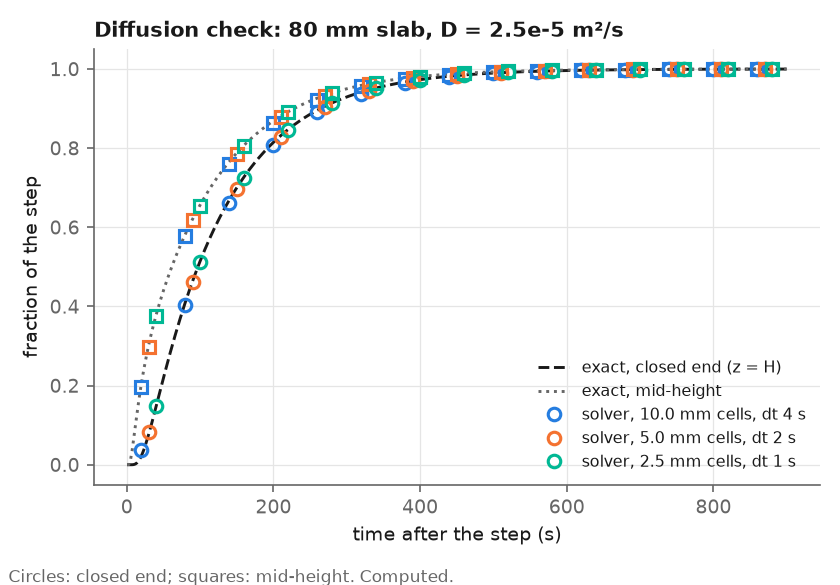 Diffusion check: 80 mm slab, D = 2.5e-5 m²/s
1.0
0.8
0.6
0.4
0.2
0.0
fraction of the step
exact, closed end (z = H)
exact, mid-height
solver, 10.0 mm cells, dt 4 s
solver, 5.0 mm cells, dt 2 s
solver, 2.5 mm cells, dt 1 s
0 200 400 600 800
time after the step (s)
Circles: closed end; squares: mid-height. Computed.